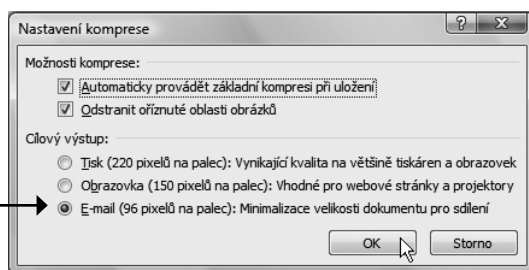 Nastavení komprese
Možnosti komprese:
Automaticky provádět základní kompresi při uložení
Odstranit oříznuté oblasti obrázků
Cílový výstup:
Tisk (220 pixelů na palec): Vynikající kvalita na většině tiskáren a obrazovek
Obrazovka (150 pixelů na palec): Vhodné pro webové stránky a projektory
E-mail (96 pixelů na palec): Minimalizace velikosti dokumentu pro sdílení
OK Storno